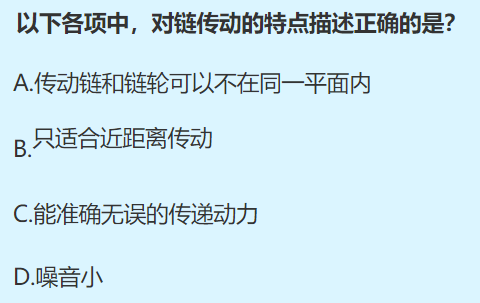 以下各项中，对链传动的特点描述正确的是？
A.传动链和链轮可以不在同一平面内
B.只适合近距离传动
C.能准确无误的传递动力
D.噪音小